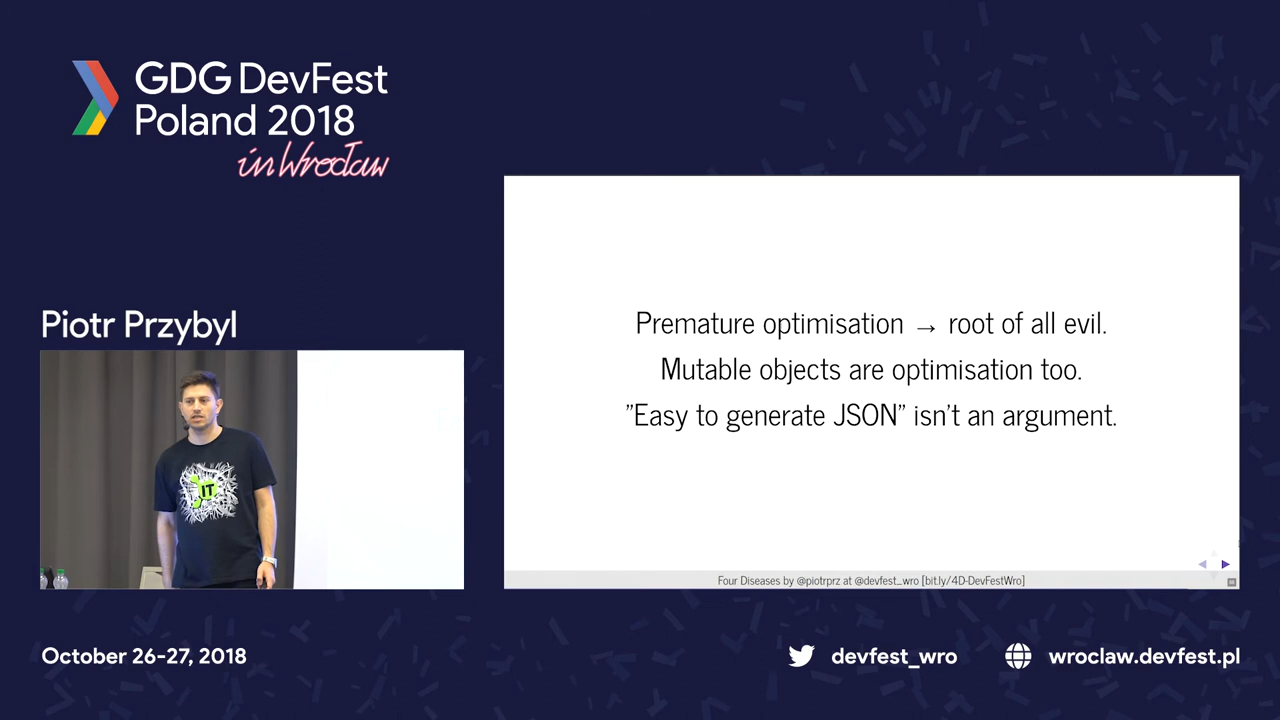 GDG DevFest
Poland 2018
in Wrocław
Piotr Przybyl
IT
Premature optimisation → root of all evil.
Mutable objects are optimisation too.
"Easy to generate JSON" isn't an argument.
Four Diseases by @piotrprz at @devfest_wro [bit.ly/4D-DevFestWro]
October 26-27, 2018
devfest_wro
wroclaw.devfest.pl